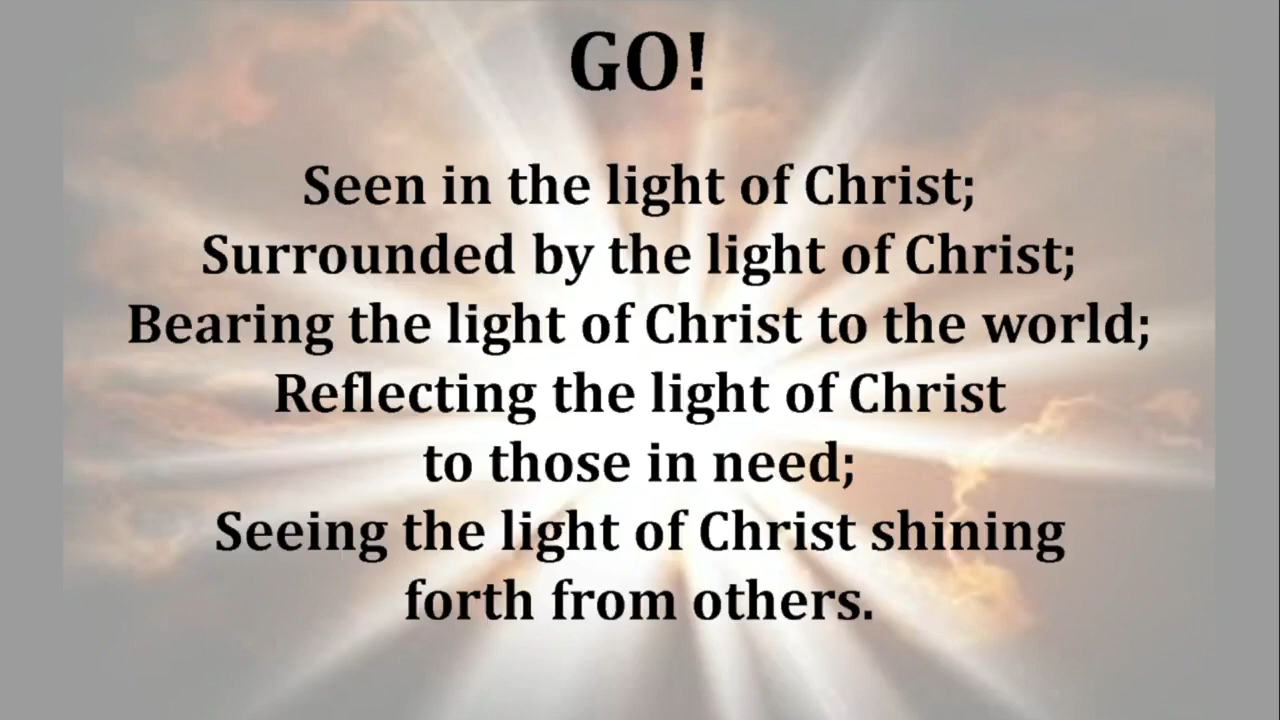 GO!
Seen in the light of Christ;
Surrounded by the light of Christ;
Bearing the light of Christ to the world;
Reflecting the light of Christ
to those in need;
Seeing the light of Christ shining
forth from others.